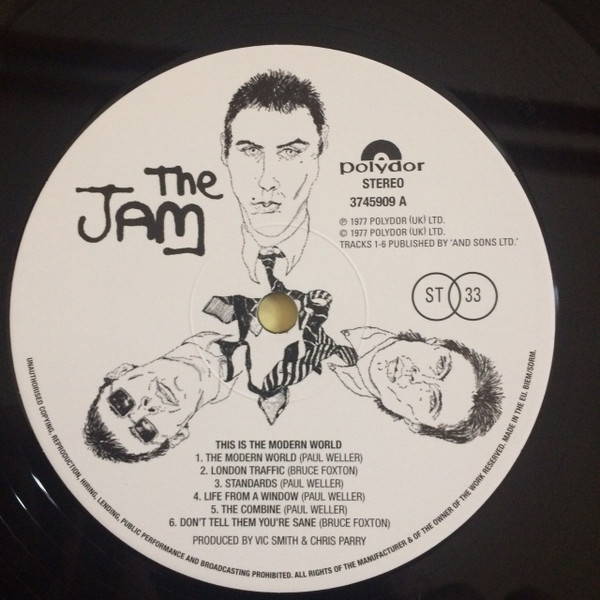 The
JAM
polydor
STEREO
3745909 A
℗ 1977 POLYDOR (UK) LTD.
© 1977 POLYDOR (UK) LTD.
TRACKS 1-6 PUBLISHED BY 'AND SONS LTD.'
ST 33
THIS IS THE MODERN WORLD
1. THE MODERN WORLD (PAUL WELLER)
2. LONDON TRAFFIC (BRUCE FOXTON)
3. STANDARDS (PAUL WELLER)
4. LIFE FROM A WINDOW (PAUL WELLER)
5. THE COMBINE (PAUL WELLER)
6. DON'T TELL THEM YOU'RE SANE (BRUCE FOXTON)
PRODUCED BY VIC SMITH & CHRIS PARRY
UNAUTHORISED COPYING, REPRODUCTION, HIRING, LENDING, PUBLIC PERFORMANCE AND BROADCASTING PROHIBITED. ALL RIGHTS OF THE MANUFACTURER & OF THE OWNER OF THE WORK RESERVED. MADE IN THE EU. BIEM/SDRM.